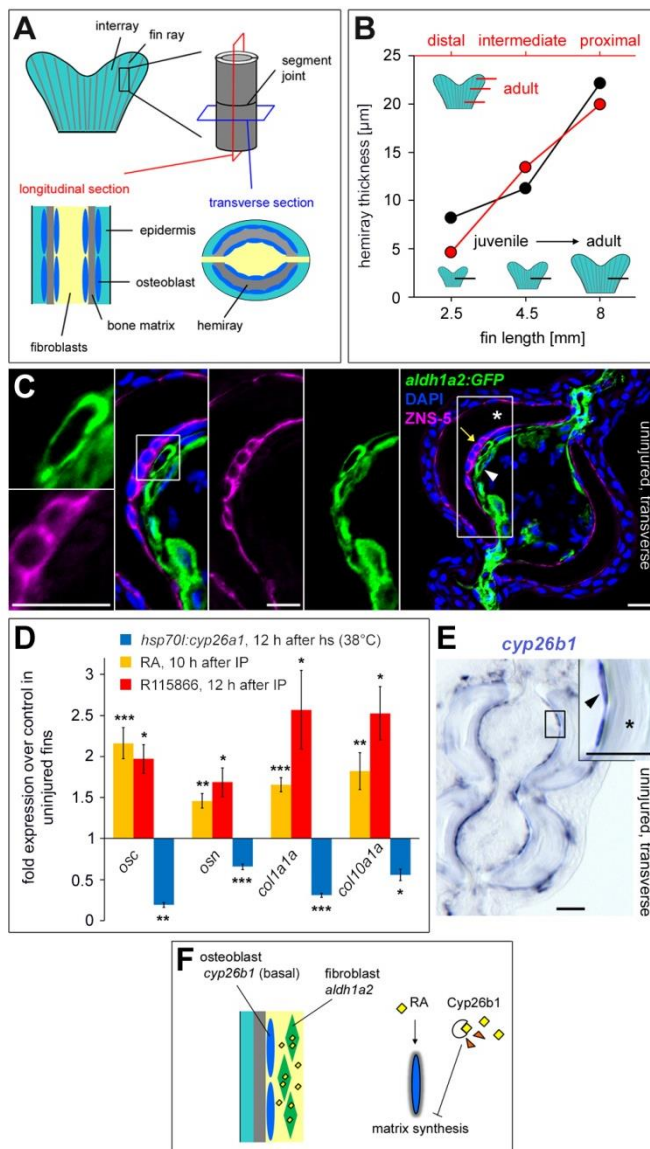 A
interray
fin ray
segment
joint
longitudinal section
transverse section
epidermis
osteoblast
bone matrix
hemiray
fibroblasts
B
distal
intermediate
proximal
25
20
15
10
5
0
hemiray thickness [µm]
adult
juvenile
adult
2.5
4.5
8
fin length [mm]
C
aldh1a2:GFP
DAPI
ZNS-5
*
uninjured, transverse
D
hsp70l:cyp26a1, 12 h after hs (38°C)
RA, 10 h after IP
R115866, 12 h after IP
fold expression over control in
uninjured fins
3
2.5
2
1.5
1
0.5
0
*** * ** * *** * ** *
osc
osn
col1a1a
col10a1a
** *** *** *
E
cyp26b1
*
uninjured, transverse
F
osteoblast
cyp26b1 (basal)
fibroblast
aldh1a2
RA
Cyp26b1
matrix synthesis